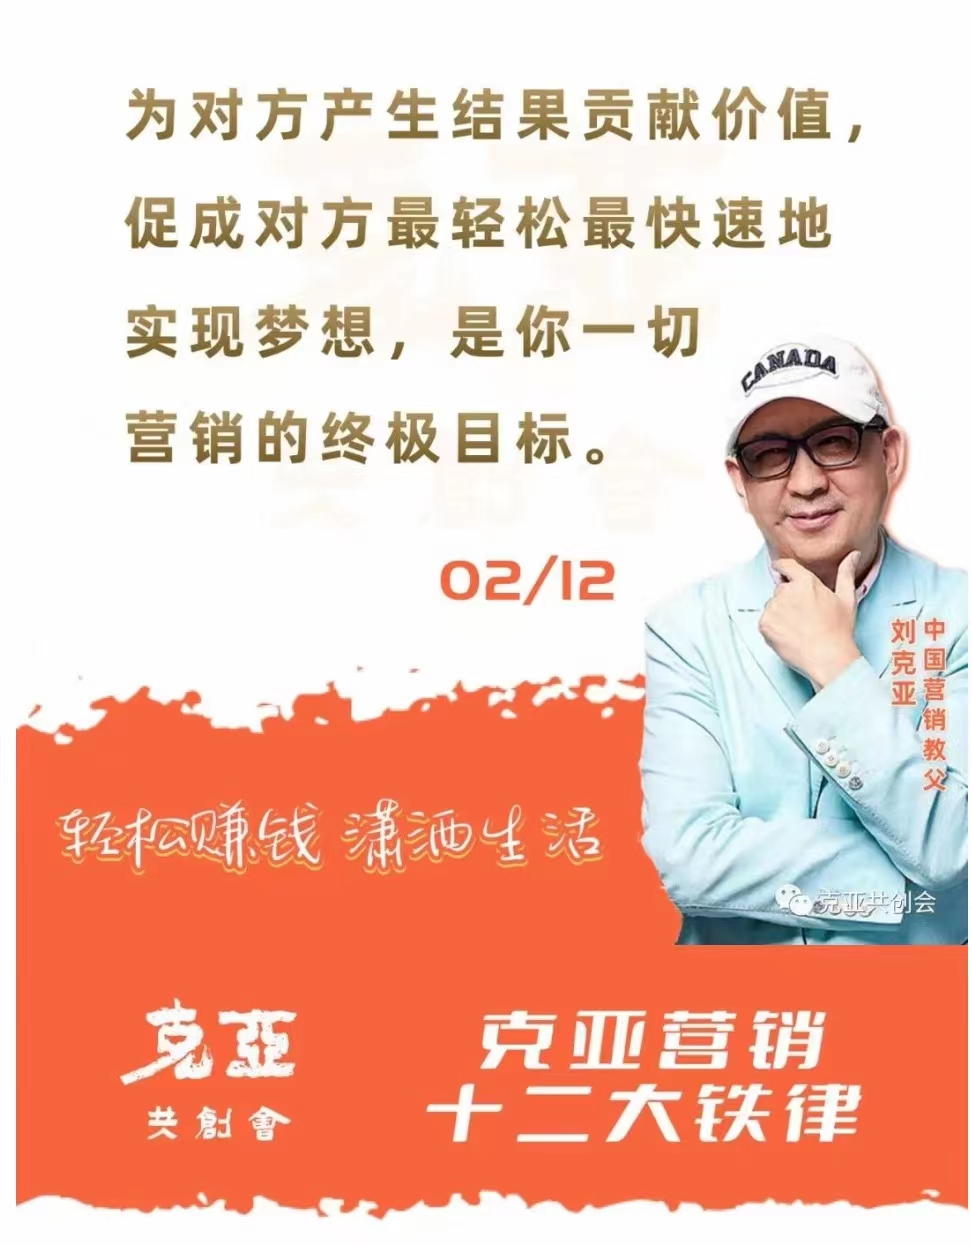 为对方产生结果贡献价值，
促成对方最轻松最快速地
实现梦想，是你一切
营销的终极目标。
CANADA
02/12
中国营销教父
刘克亚
轻松赚钱 潇洒生活
克亚共创会
克亞
共創會
克亚营销
十二大铁律